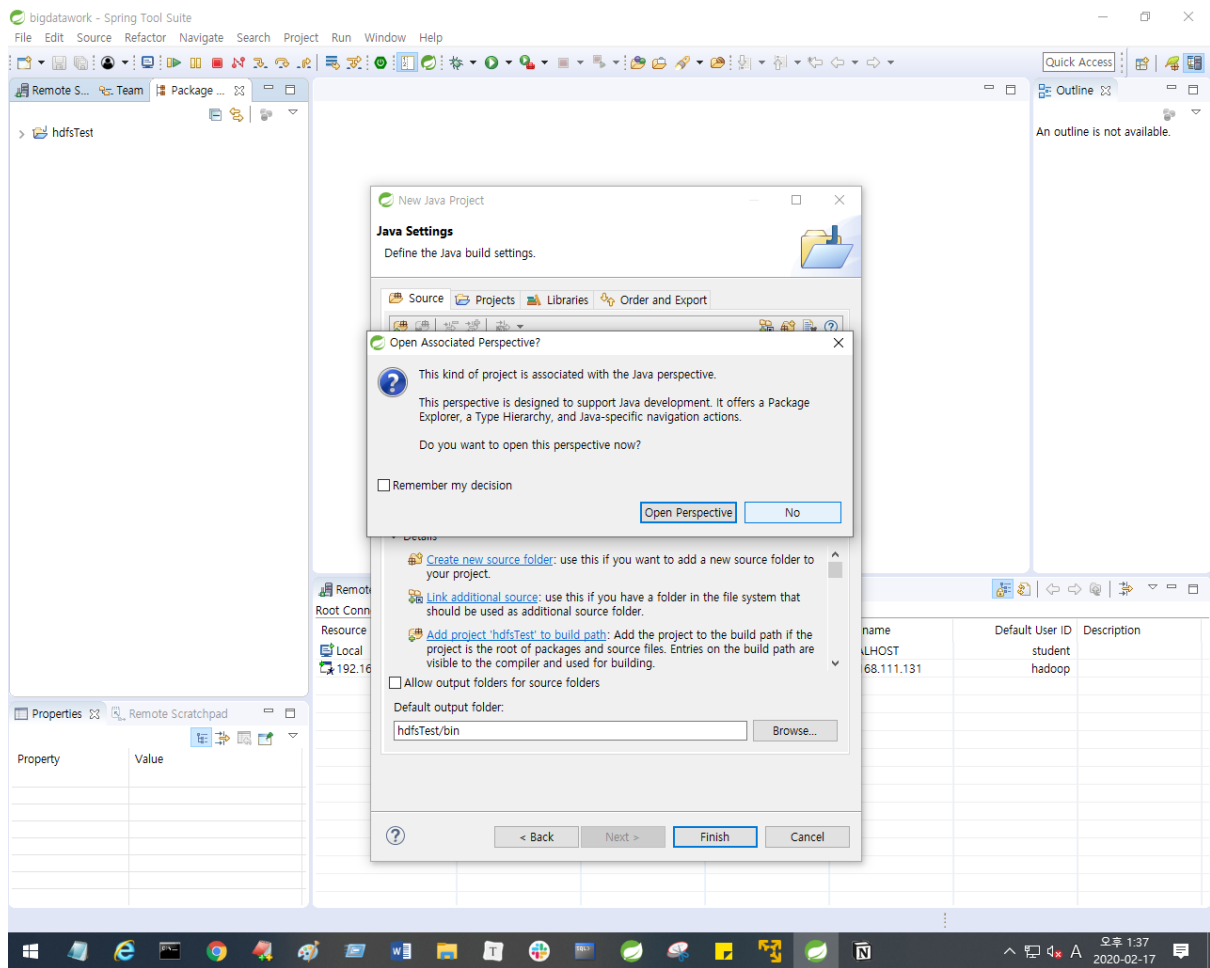 bigdatawork - Spring Tool Suite
File Edit Source Refactor Navigate Search Project Run Window Help
Quick Access
Remote S... Team Package ...
Outline
hdfsTest
An outline is not available.
New Java Project
Java Settings
Define the Java build settings.
Source Projects Libraries Order and Export
Open Associated Perspective?
This kind of project is associated with the Java perspective.
This perspective is designed to support Java development. It offers a Package
Explorer, a Type Hierarchy, and Java-specific navigation actions.
Do you want to open this perspective now?
Remember my decision
Open Perspective No
Details
Create new source folder: use this if you want to add a new source folder to
your project.
Link additional source: use this if you have a folder in the file system that
should be used as additional source folder.
Add project 'hdfsTest' to build path: Add the project to the build path if the
project is the root of packages and source files. Entries on the build path are
visible to the compiler and used for building.
Allow output folders for source folders
Default output folder:
hdfsTest/bin Browse...
< Back Next > Finish Cancel
Remot
Root Conn
Resource name Default User ID Description
Local LHOST student
192.16 68.111.131 hadoop
Properties Remote Scratchpad
Property Value
A 오후 1:37
2020-02-17